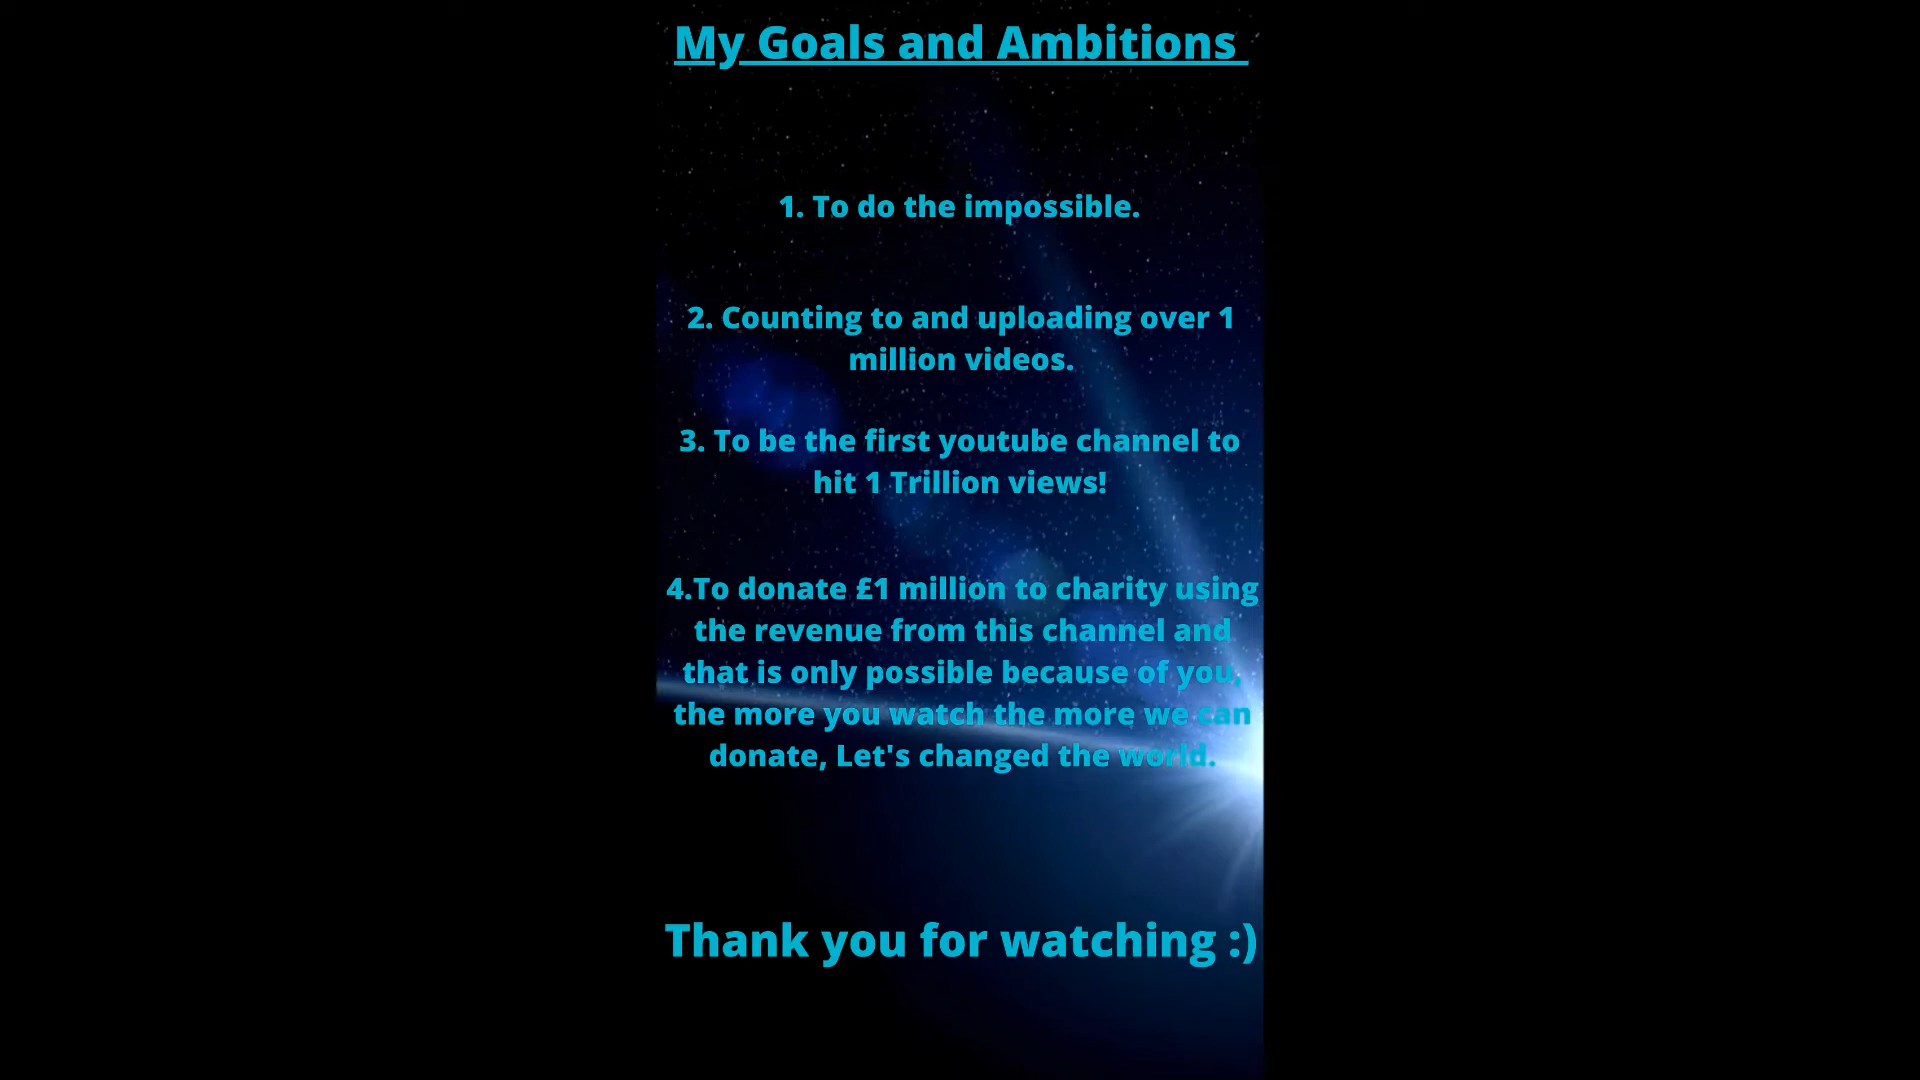 My Goals and Ambitions
1. To do the impossible.
2. Counting to and uploading over 1
million videos.
3. To be the first youtube channel to
hit 1 Trillion views!
4.To donate £1 million to charity using
the revenue from this channel and
that is only possible because of you,
the more you watch the more we can
donate, Let's changed the world.
Thank you for watching :)